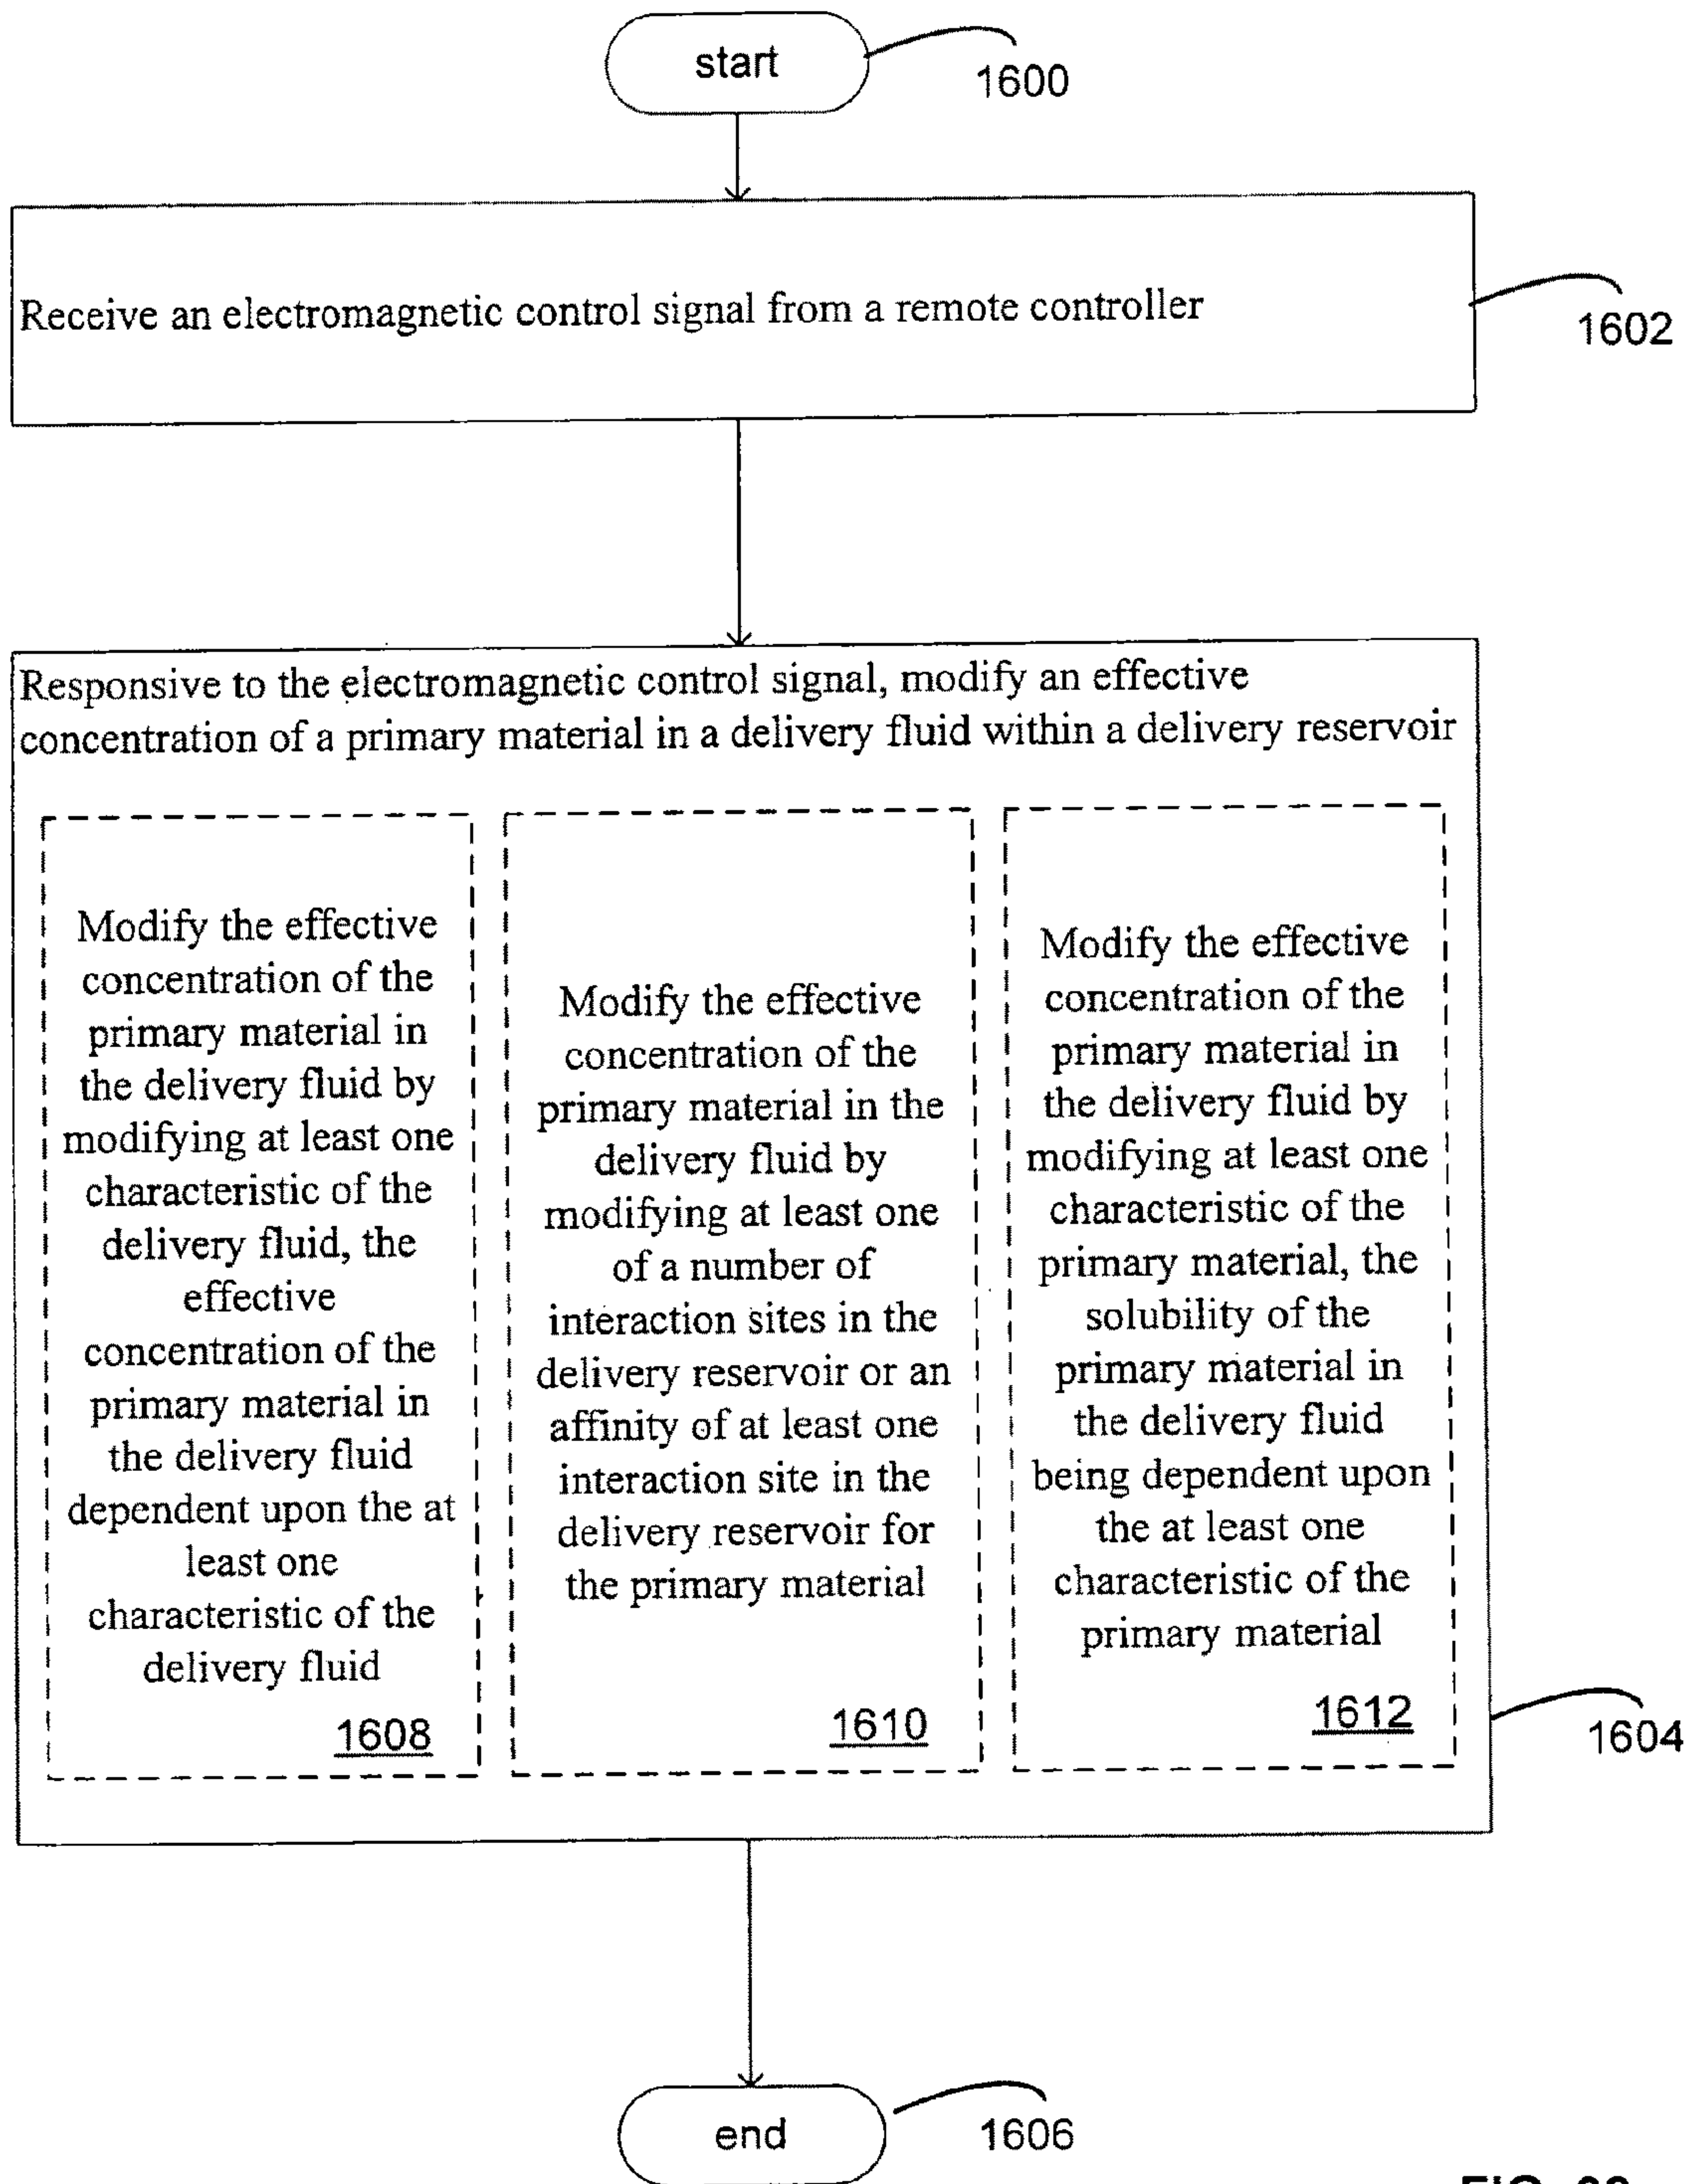 start
1600
Receive an electromagnetic control signal from a remote controller
1602
Responsive to the electromagnetic control signal, modify an effective
concentration of a primary material in a delivery fluid within a delivery reservoir
Modify the effective
concentration of the
primary material in
the delivery fluid by
modifying at least one
characteristic of the
delivery fluid, the
effective
concentration of the
primary material in
the delivery fluid
dependent upon the at
least one
characteristic of the
delivery fluid
1608
Modify the effective
concentration of the
primary material in the
delivery fluid by
modifying at least one
of a number of
interaction sites in the
delivery reservoir or an
affinity of at least one
interaction site in the
delivery reservoir for
the primary material
1610
Modify the effective
concentration of the
primary material in
the delivery fluid by
modifying at least one
characteristic of the
primary material, the
solubility of the
primary material in
the delivery fluid
being dependent upon
the at least one
characteristic of the
primary material
1612
1604
end
1606